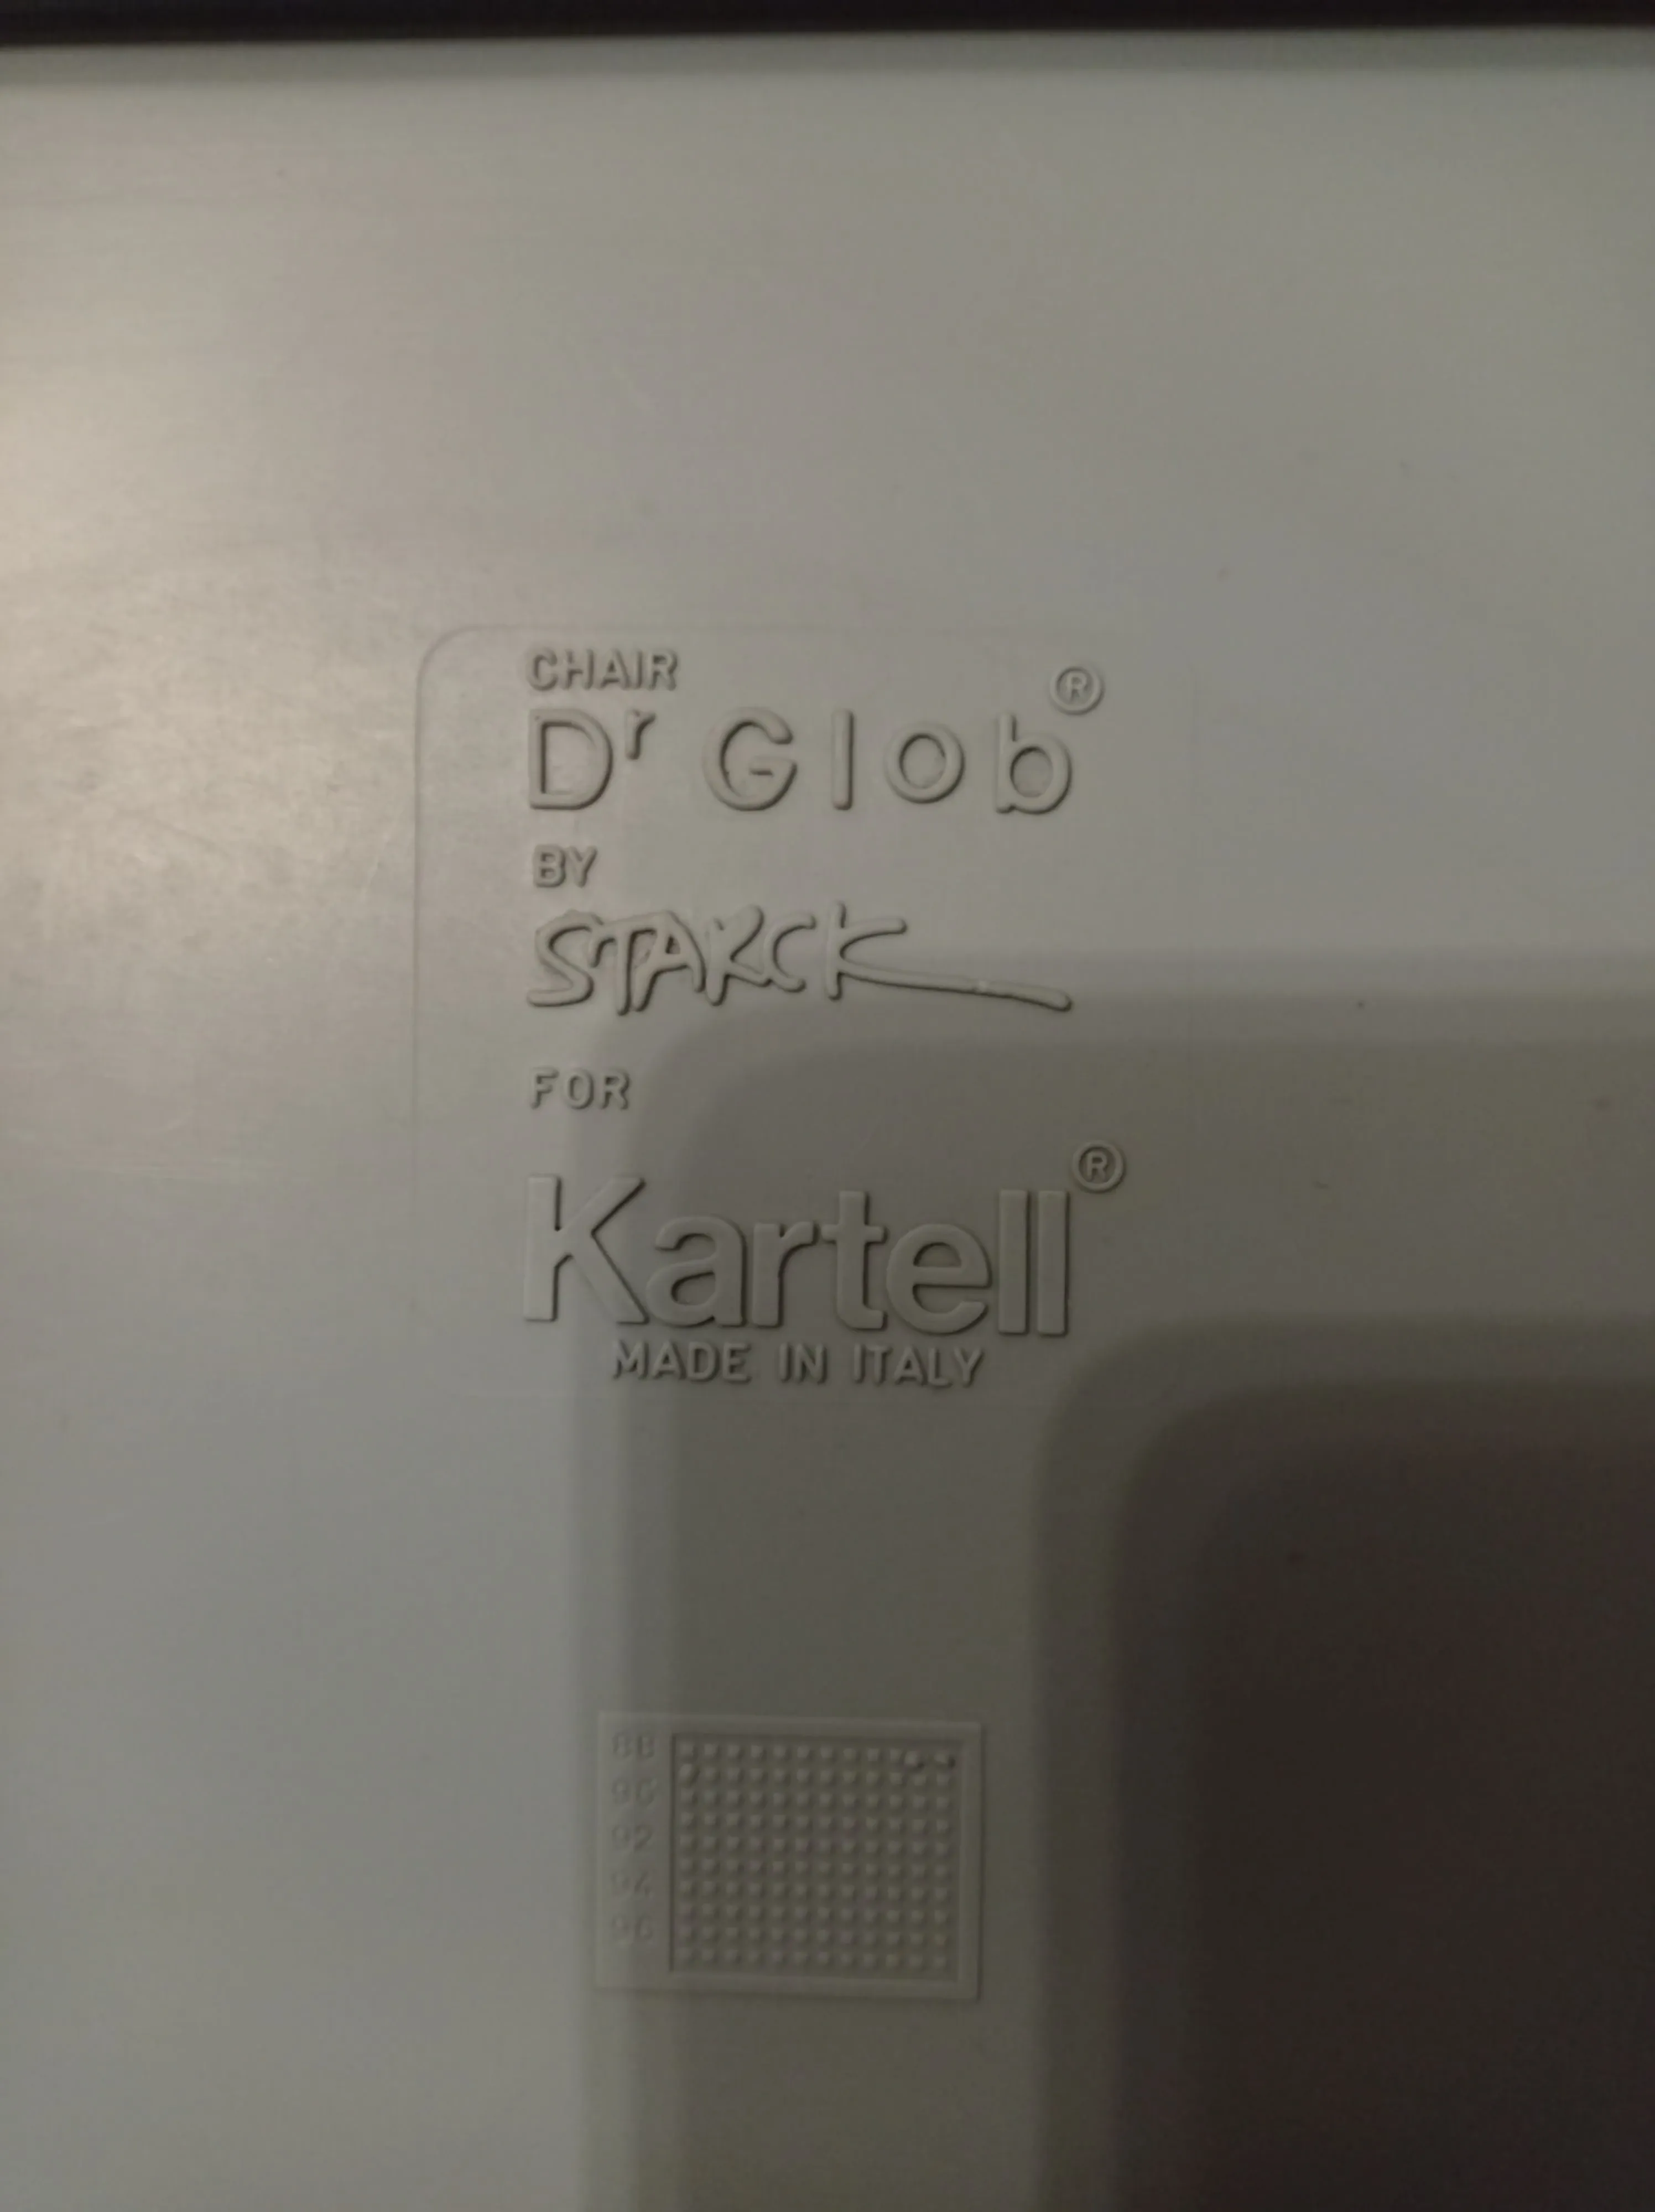 CHAIR
Dr Glob®
BY
STARCK
FOR
Kartell®
MADE IN ITALY
88
90
92
94
96